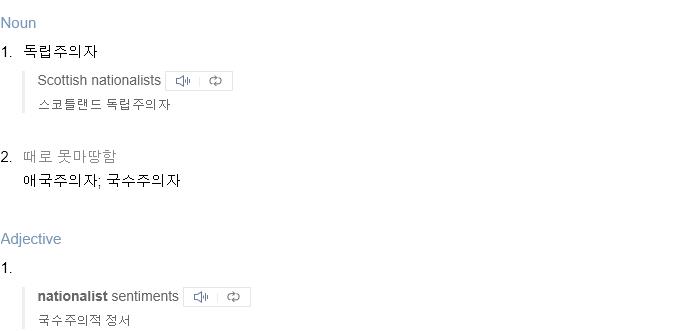 Noun
1. 독립주의자
Scottish nationalists
스코틀랜드 독립주의자
2. 때로 못마땅함
애국주의자; 국수주의자
Adjective
1.
nationalist sentiments
국수주의적 정서